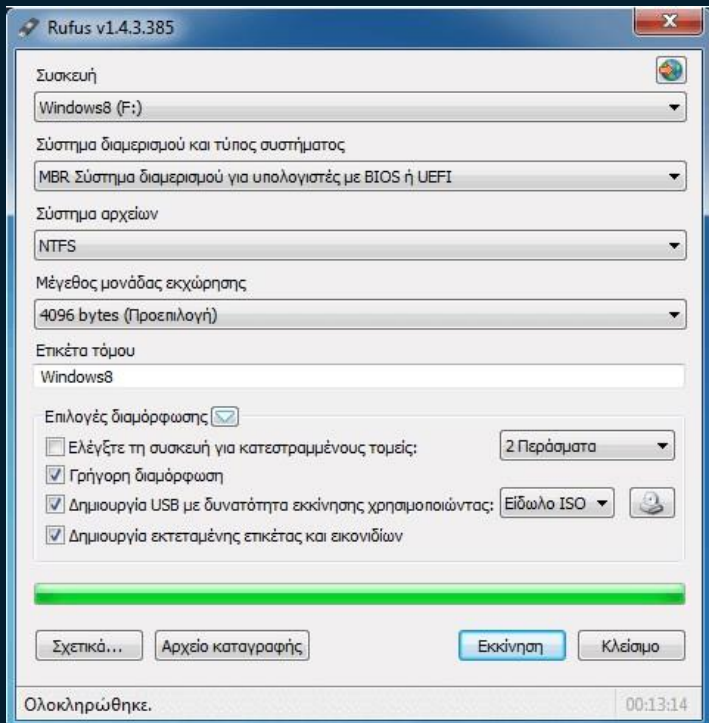 Rufus v1.4.3.385
Συσκευή
Windows8 (F:)
Σύστημα διαμερισμού και τύπος συστήματος
MBR Σύστημα διαμερισμού για υπολογιστές με BIOS ή UEFI
Σύστημα αρχείων
NTFS
Μέγεθος μονάδας εκχώρησης
4096 bytes (Προεπιλογή)
Ετικέτα τόμου
Windows8
Επιλογές διαμόρφωσης
Ελέγξτε τη συσκευή για κατεστραμμένους τομείς: 2 Περάσματα
Γρήγορη διαμόρφωση
Δημιουργία USB με δυνατότητα εκκίνησης χρησιμοποιώντας: Είδωλο ISO
Δημιουργία εκτεταμένης ετικέτας και εικονιδίων
Σχετικά... Αρχείο καταγραφής Εκκίνηση Κλείσιμο
Ολοκληρώθηκε. 00:13:14